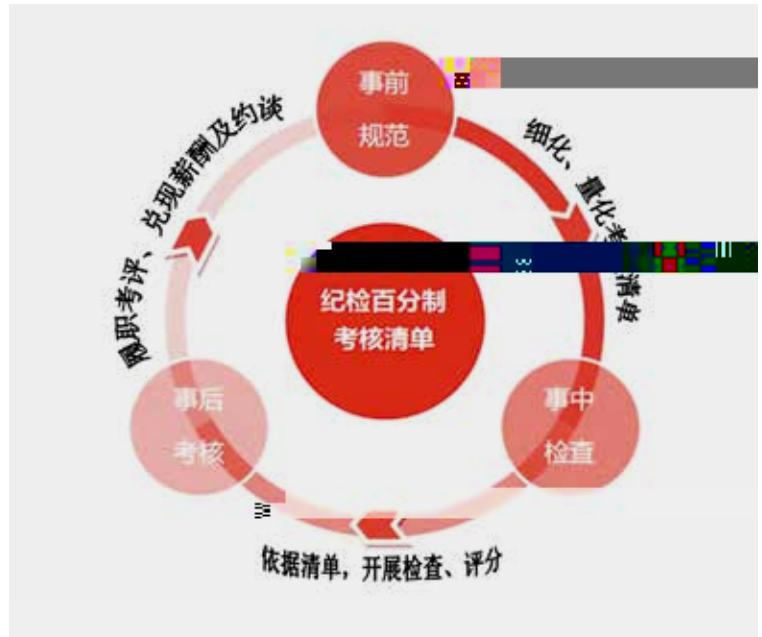 事前
规范
细化、量化考 清单
纪检百分制
考核清单
事中
检查
依据清单，开展检查、评分
事后
考核
履职考评、兑现薪酬及约谈